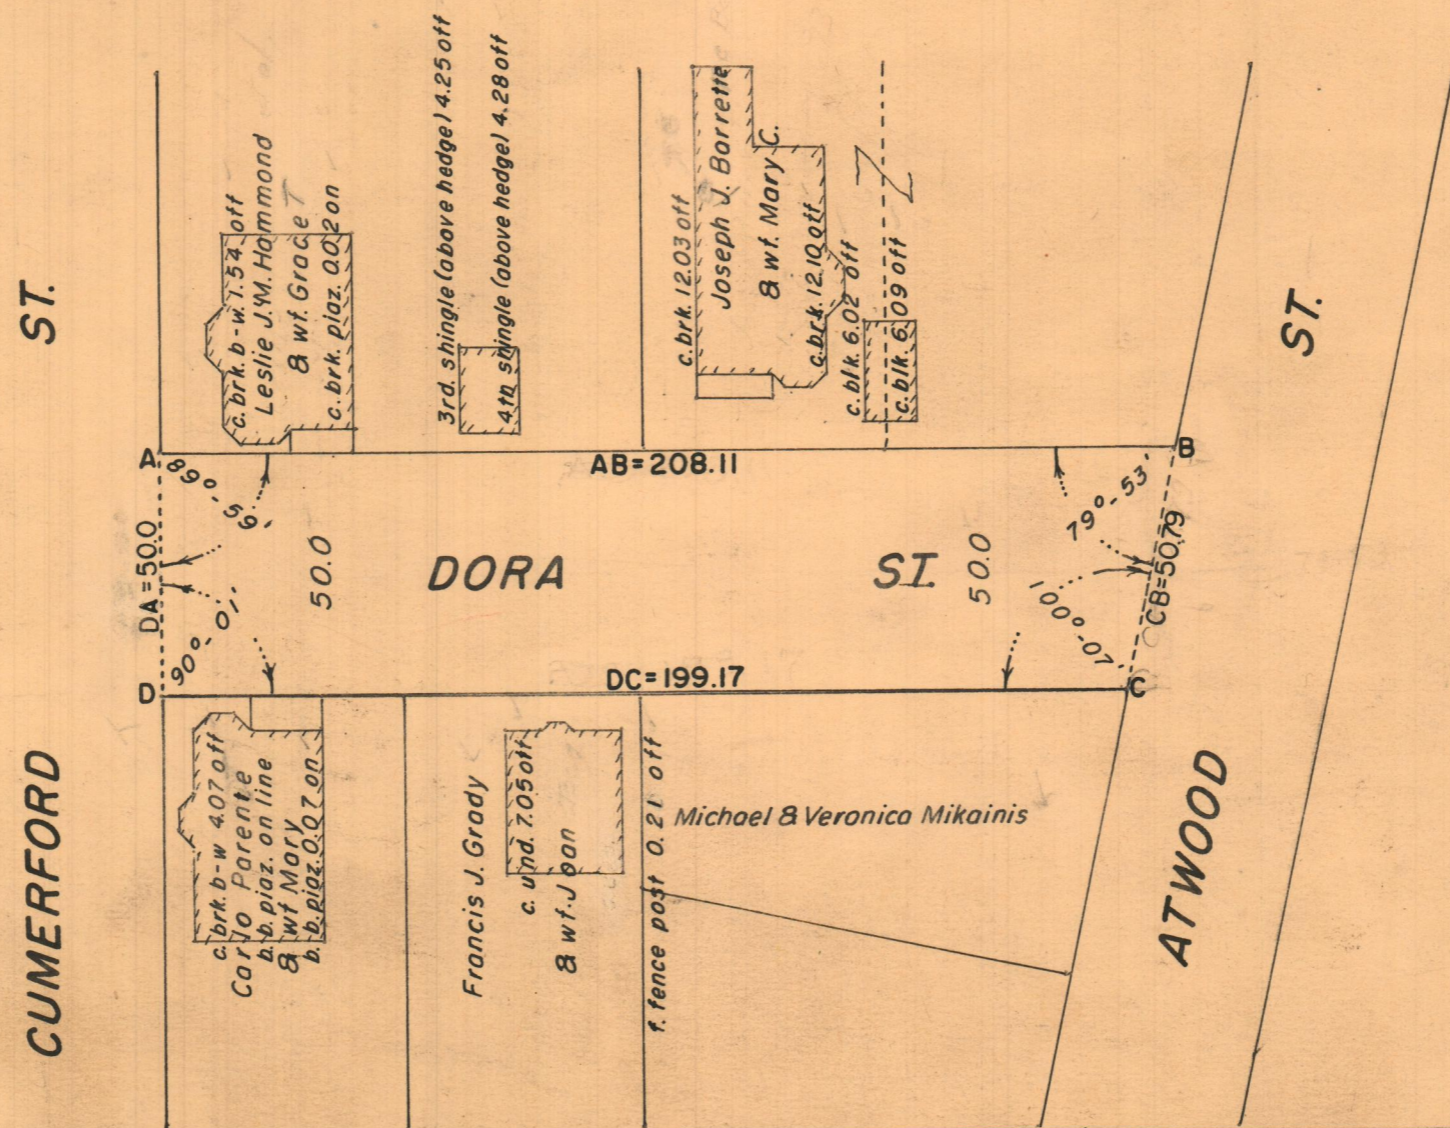 CUMERFORD ST.
c. brk. b-w 1.54 off
Leslie J.M. Hammond
& wf. Grace T
c. brk. piaz. 0.02 on
3rd. shingle (above hedge) 4.25 off
4th shingle (above hedge) 4.28 off
c. brk. 12.03 off
Joseph J. Barrette
& wf. Mary C.
c. brk. 12.10 off
c. blk. 6.02 off
c. blk. 6.09 off
A
AB=208.11
B
89°-59'
79°-53'
DA=50.0
50.0
DORA ST.
50.0
CB=50.79
90°-01'
100°-07'
D
DC=199.17
C
c. brk. b-w 4.07 off
Carlo Parente
b. b. piaz. on line
& wf Mary
b. b. piaz. 0.07 on
Francis J. Grady
c. und. 7.05 off
& wf. Joan
f. fence post 0.21 off
Michael & Veronica Mikainis
ATWOOD ST.